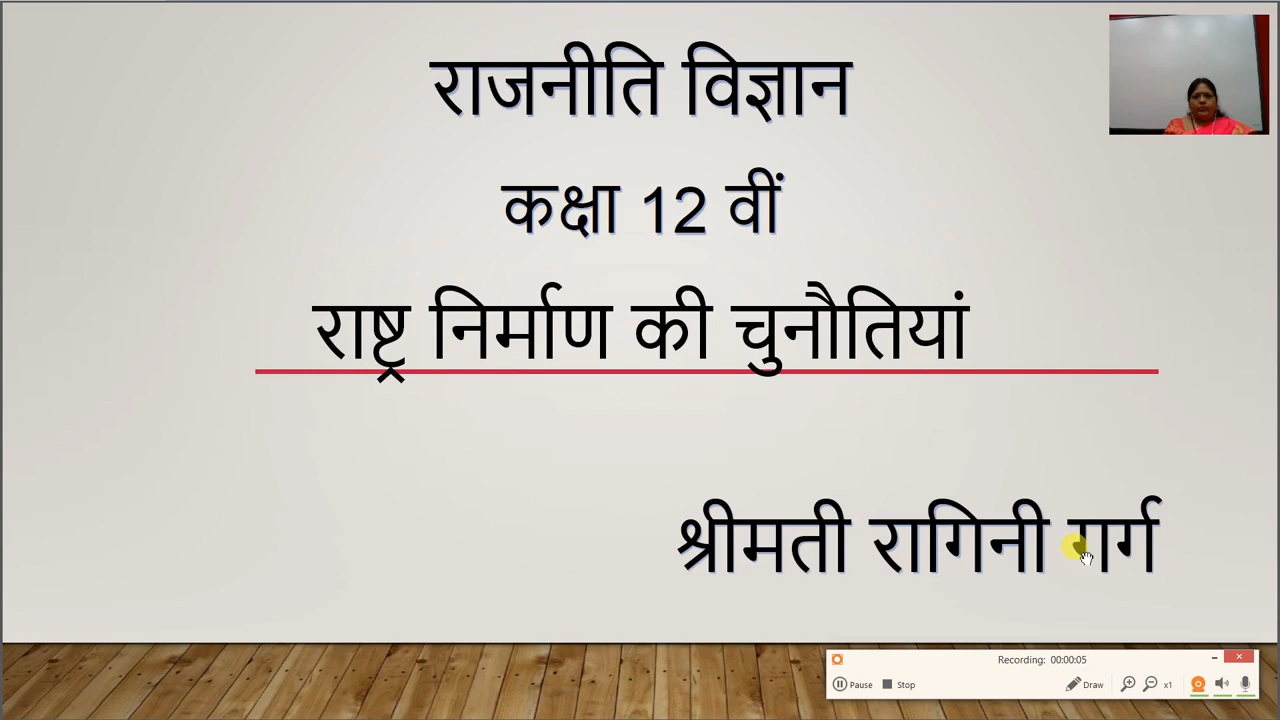 राजनीति विज्ञान
कक्षा 12 वीं
राष्ट्र निर्माण की चुनौतियां
श्रीमती रागिनी गर्ग
Recording: 00:00:05
Pause Stop Draw x1